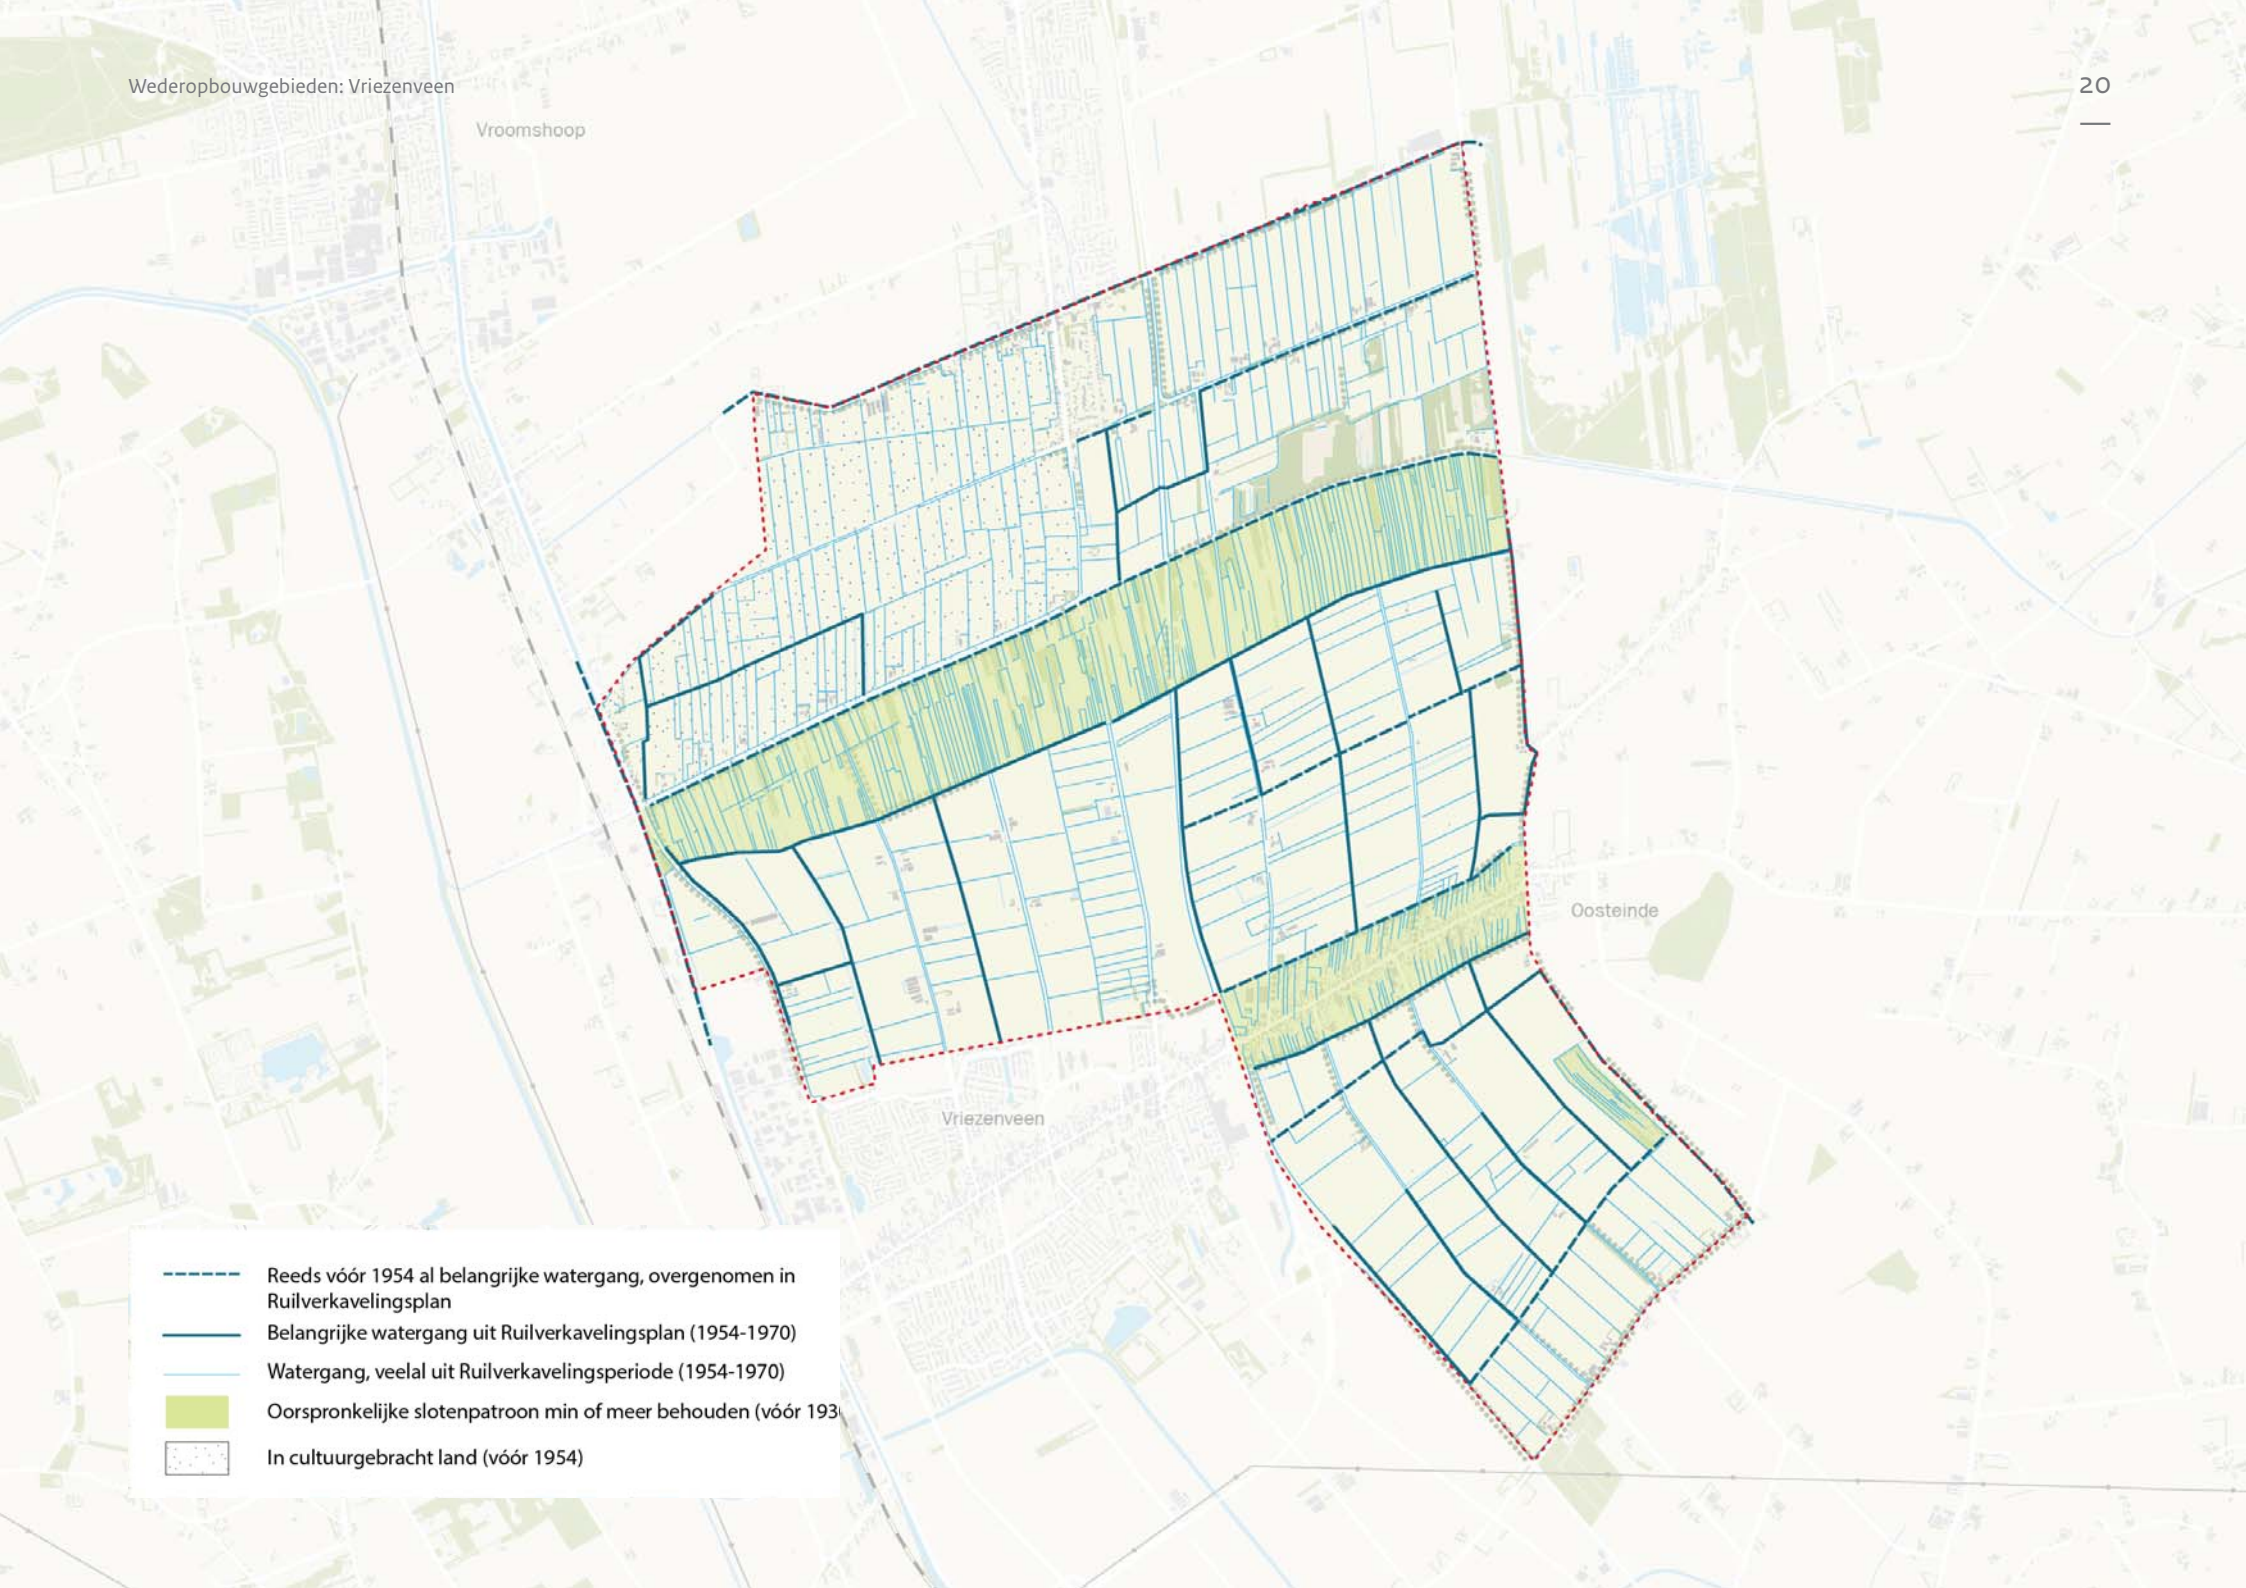 Wederopbouwgebieden: Vriezenveen
20
Vroomshoop
Oosteinde
Vriezenveen
Reeds vóór 1954 al belangrijke watergang, overgenomen in
Ruilverkavelingsplan
Belangrijke watergang uit Ruilverkavelingsplan (1954-1970)
Watergang, veelal uit Ruilverkavelingsperiode (1954-1970)
Oorspronkelijke slotenpatroon min of meer behouden (vóór 193
In cultuurgebracht land (vóór 1954)